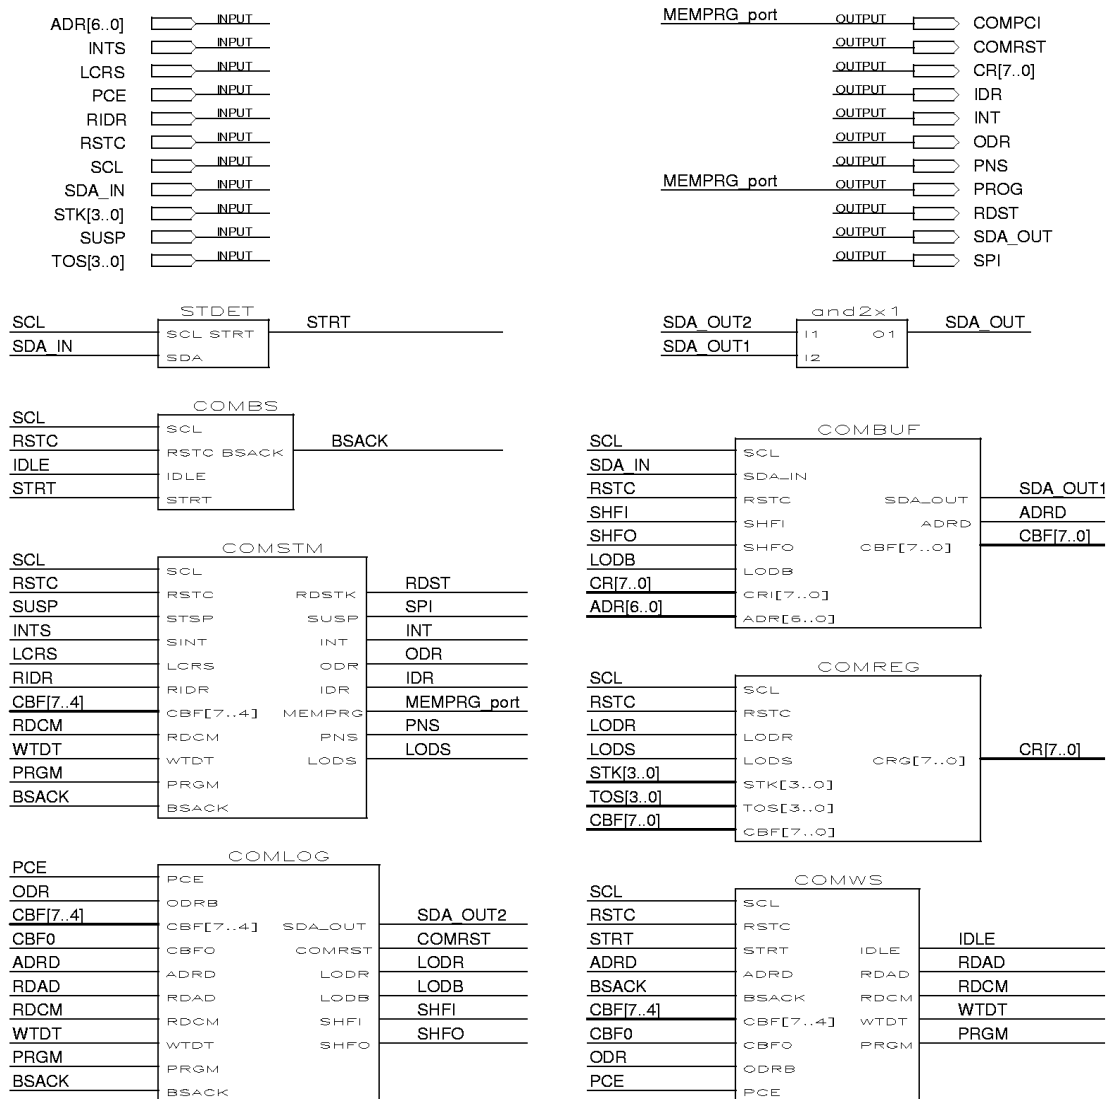 ADR[6..0] INPUT
INTS INPUT
LCRS INPUT
PCE INPUT
RIDR INPUT
RSTC INPUT
SCL INPUT
SDA_IN INPUT
STK[3..0] INPUT
SUSP INPUT
TOS[3..0] INPUT
MEMPRG_port OUTPUT COMPCI
OUTPUT COMRST
OUTPUT CR[7..0]
OUTPUT IDR
OUTPUT INT
OUTPUT ODR
OUTPUT PNS
MEMPRG_port OUTPUT PROG
OUTPUT RDST
OUTPUT SDA_OUT
OUTPUT SPI
STDET
SCL SCL STRT STRT
SDA_IN SDA
and2x1
SDA_OUT2 I1 O1 SDA_OUT
SDA_OUT1 I2
COMBS
SCL SCL
RSTC RSTC BSACK BSACK
IDLE IDLE
STRT STRT
COMBUF
SCL SCL
SDA_IN SDA_IN
RSTC RSTC SDA_OUT SDA_OUT1
SHFI SHFI ADRD ADRD
SHFO SHFO CBF[7..0] CBF[7..0]
LODB LODB
CR[7..0] CRI[7..0]
ADR[6..0] ADR[6..0]
COMSTM
SCL SCL
RSTC RSTC RDSTK RDST
SUSP STSP SUSP SPI
INTS SINT INT INT
LCRS LCRS ODR ODR
RIDR RIDR IDR IDR
CBF[7..4] CBF[7..4] MEMPRG MEMPRG_port
RDCM RDCM PNS PNS
WTDT WTDT LODS LODS
PRGM PRGM
BSACK BSACK
COMREG
SCL SCL
RSTC RSTC
LODR LODR
LODS LODS CRG[7..0] CR[7..0]
STK[3..0] STK[3..0]
TOS[3..0] TOS[3..0]
CBF[7..0] CBF[7..0]
COMLOG
PCE PCE
ODR ODRB
CBF[7..4] CBF[7..4] SDA_OUT SDA_OUT2
CBF0 CBF0 COMRST COMRST
ADRD ADRD LODR LODR
RDAD RDAD LODB LODB
RDCM RDCM SHFI SHFI
WTDT WTDT SHFO SHFO
PRGM PRGM
BSACK BSACK
COMWS
SCL SCL
RSTC RSTC
STRT STRT IDLE IDLE
ADRD ADRD RDAD RDAD
BSACK BSACK RDCM RDCM
CBF[7..4] CBF[7..4] WTDT WTDT
CBF0 CBF0 PRGM PRGM
ODR ODRB
PCE PCE